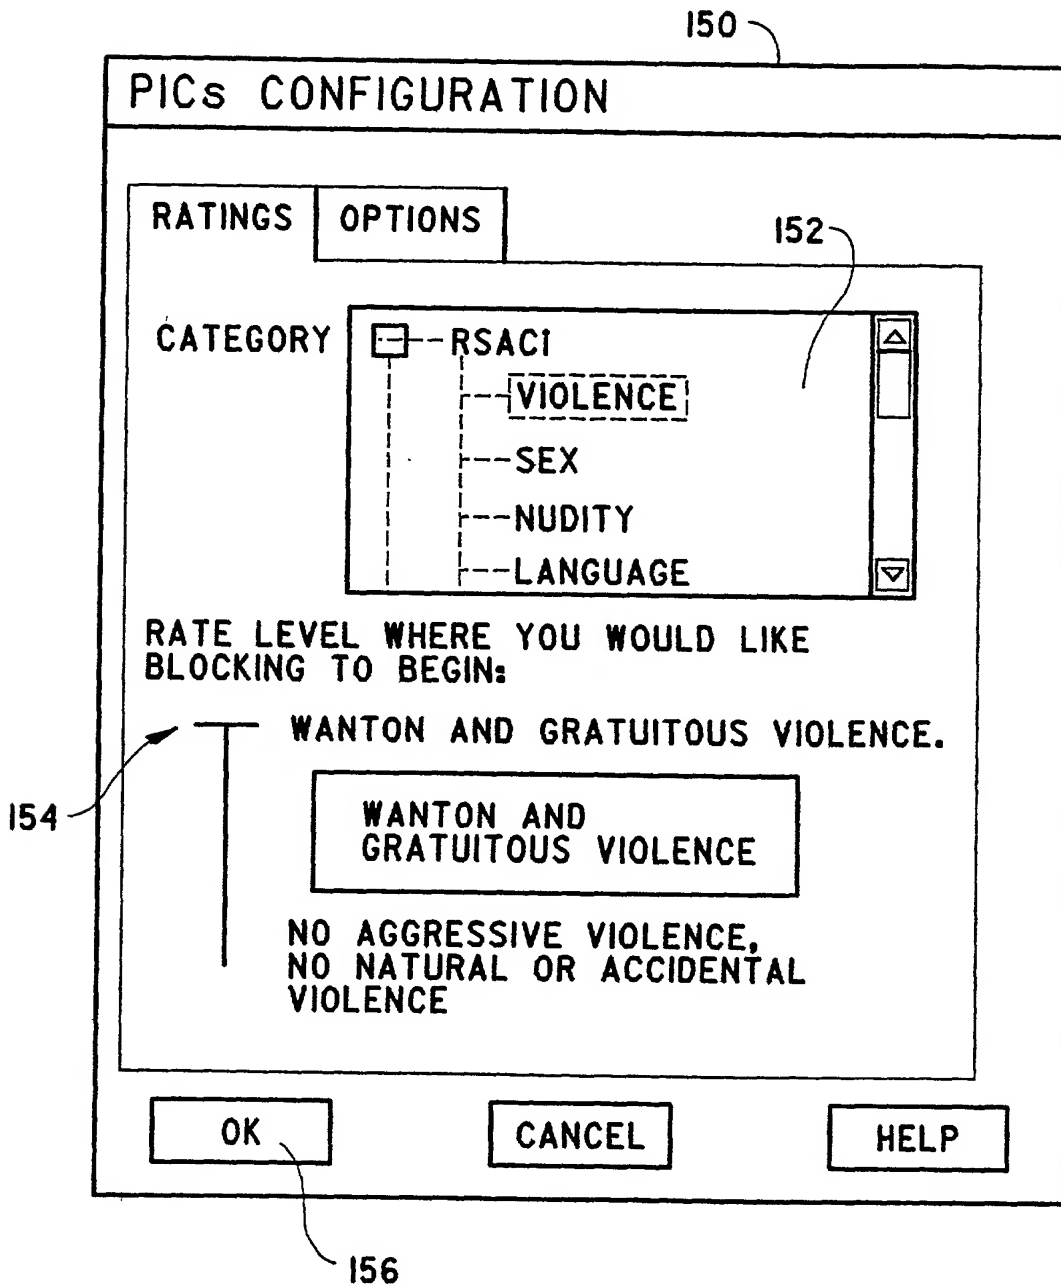 150
PICs CONFIGURATION
RATINGS
OPTIONS
152
CATEGORY
RSACi
VIOLENCE
SEX
NUDITY
LANGUAGE
RATE LEVEL WHERE YOU WOULD LIKE
BLOCKING TO BEGIN:
WANTON AND GRATUITOUS VIOLENCE.
154
WANTON AND
GRATUITOUS VIOLENCE
NO AGGRESSIVE VIOLENCE,
NO NATURAL OR ACCIDENTAL
VIOLENCE
OK
CANCEL
HELP
156